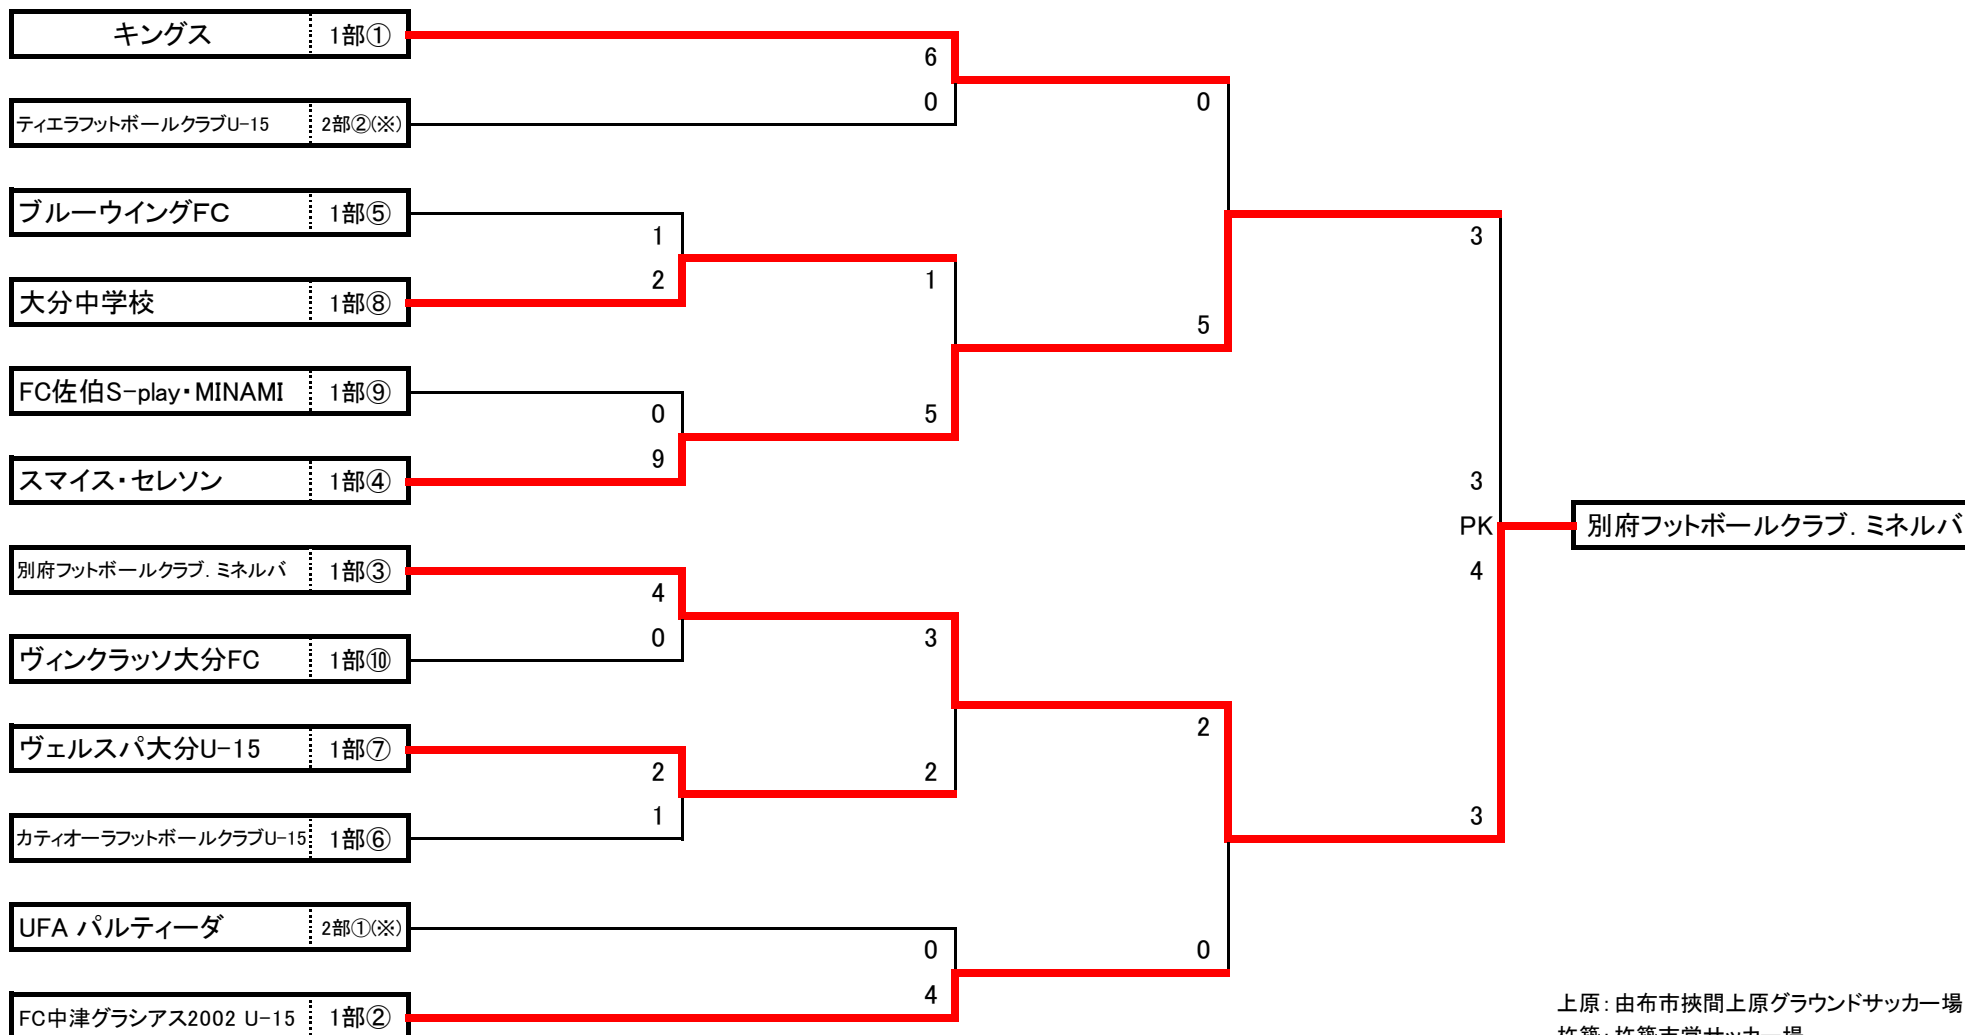 キングス 1部①
6
0
ティエラフットボールクラブU-15 2部②(※)
0
ブルーウイングFC 1部⑤
1
2
3
大分中学校 1部⑧
1
5
FC佐伯S-play・MINAMI 1部⑨
0
9
5
スマイス・セレソン 1部④
3
PK
4
別府フットボールクラブ. ミネルバ
別府フットボールクラブ. ミネルバ 1部③
4
0
3
ヴィンクラッソ大分FC 1部⑩
2
ヴェルスパ大分U-15 1部⑦
2
1
2
3
カティオーラフットボールクラブU-15 1部⑥
UFA パルティーダ 2部①(※)
0
4
0
FC中津グラシアス2002 U-15 1部②
上原：由布市挾間上原グラウンドサッカー場
杵築：杵築市営サッカー場